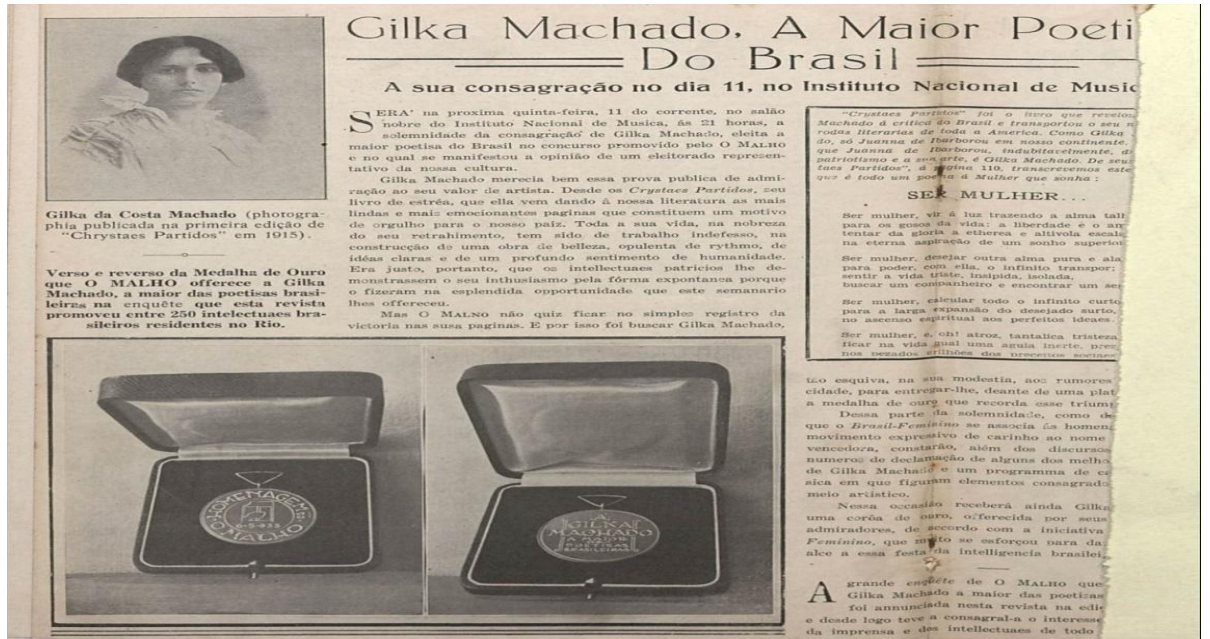 Gilka Machado, A Maior Poeti
Do Brasil
A sua consagração no dia 11, no Instituto Nacional de Music
Gilka da Costa Machado (photogra-
phia publicada na primeira edição de
"Chrystaes Partidos" em 1915).
Verso e reverso da Medalha de Ouro
que O MALHO offerece a Gilka
Machado, a maior das poetisas brasi-
leiras na enquete que esta revista
promoveu entre 250 intelectuaes bra-
sileiros residentes no Rio.
SERA' na proxima quinta-feira, 11 do corrente, no salão
nobre do Instituto Nacional de Musica, ás 21 horas, a
solemnidade da consagração de Gilka Machado, eleita a
maior poetisa do Brasil no concurso promovido pelo O MALHO
e no qual se manifestou a opinião de um eleitorado represen-
tativo da nossa cultura.
Gilka Machado merecia bem essa prova publica de admi-
ração ao seu valor de artista. Desde os Crystaes Partidos, seu
livro de estréa, que ella vem dando á nossa literatura as mais
lindas e mais emocionantes paginas que constituem um motivo
de orgulho para o nosso paiz. Toda a sua vida, na nobreza
do seu retrahimento, tem sido de trabalho indefesso, na
construcção de uma obra de belleza, opulenta de rythmo, de
idéas claras e de um profundo sentimento de humanidade.
Era justo, portanto, que os intellectuaes patricios lhe de-
monstrassem o seu inthusiasmo pela fórma expontanea porque
o fizeram na esplendida opportunidade que este semanario
lhes offereceu.
Mas O MALNO não quiz ficar no simples registro da
victoria nas susa paginas. E por isso foi buscar Gilka Machado,
HOMENAGEM DE O MALHO
6-5-933
A
GILKA
MACHADO
A MAIOR
DAS
POETISAS
BRASILEIRAS
"Crystaes Partidos" foi o livro que revelou
Machado á critica do Brasil e transportou o seu n
rodas literarias de toda a America. Como Gilka
do, só Juanna de Ibarborou em nosso continente.
que Juanna de Ibarborou, indubitavelmente, d
patriotismo e a sua arte, é Gilka Machado. De seus
taes Partidos", á pagina 110, transcrevemos este
que é todo um poema á Mulher que sonha:
SER MULHER...
Ser mulher, vir á luz trazendo a alma tall
para os gosos da vida; a liberdade e o am
tentar da gloria a etherea e altivola escala
na eterna aspiração de um sonho superior
Ser mulher, desejar outra alma pura e ala
para poder, com ella, o infinito transpor;
sentir a vida triste, insipida, isolada,
buscar um companheiro e encontrar um sen
Ser mulher, calcular todo o infinito curto
para a larga expansão do desejado surto,
no ascenso espiritual aos perfeitos ideaes.
Ser mulher, e, oh! atroz, tantalica tristeza
ficar na vida qual uma aguia inerte, prez
nos pezados grilhões dos preceitos sociaes
tão esquiva, na sua modestia, aos rumores
cidade, para entregar-lhe, deante de uma plat
a medalha de ouro que recorda esse trium
Dessa parte da solemnidade, como d
que o Brasil-Feminino se associa ás homen
movimento expressivo de carinho ao nome
vencedora, constarão, além dos discursos
numeros de declamação de alguns dos melho
de Gilka Machado e um programma de
sica em que figuram elementos consagrado
meio artistico.
Nessa occasião receberá ainda Gilka
uma corôa de ouro, offerecida por seus
admiradores, de accordo com a iniciativa
Feminino, que muito se esforçou para da
alce a essa festa da intelligencia brasilei
A grande enquête de O MALHO que
Gilka Machado a maior das poetizas
foi annunciada nesta revista na edi
e desde logo teve a consagral-a o interesse
da imprensa e dos intellectuaes de todo